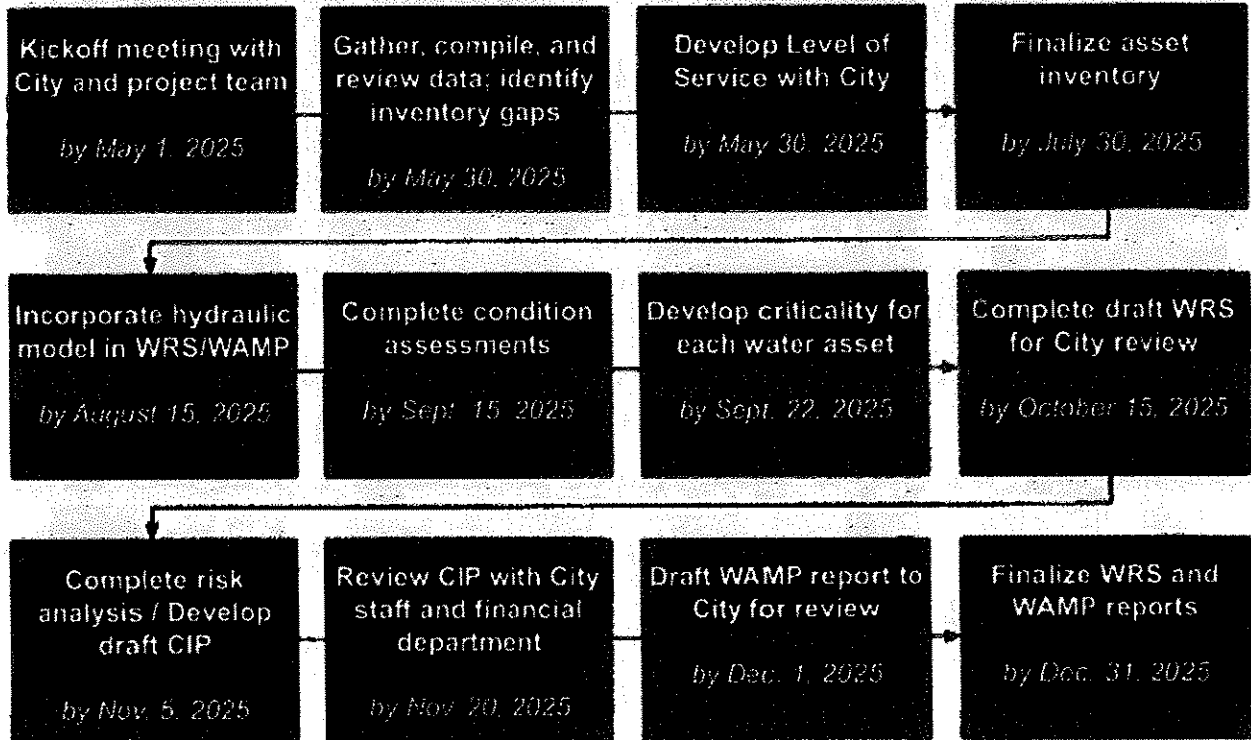 Kickoff meeting with
City and project team
by May 1, 2025
Gather, compile, and
review data; identify
inventory gaps
by May 30, 2025
Develop Level of
Service with City
by May 30, 2025
Finalize asset
inventory
by July 30, 2025
Incorporate hydraulic
model in WRS/WAMP
by August 15, 2025
Complete condition
assessments
by Sept. 15, 2025
Develop criticality for
each water asset
by Sept. 22, 2025
Complete draft WRS
for City review
by October 15, 2025
Complete risk
analysis / Develop
draft CIP
by Nov. 5, 2025
Review CIP with City
staff and financial
department
by Nov. 20, 2025
Draft WAMP report to
City for review
by Dec. 1, 2025
Finalize WRS and
WAMP reports
by Dec. 31, 2025